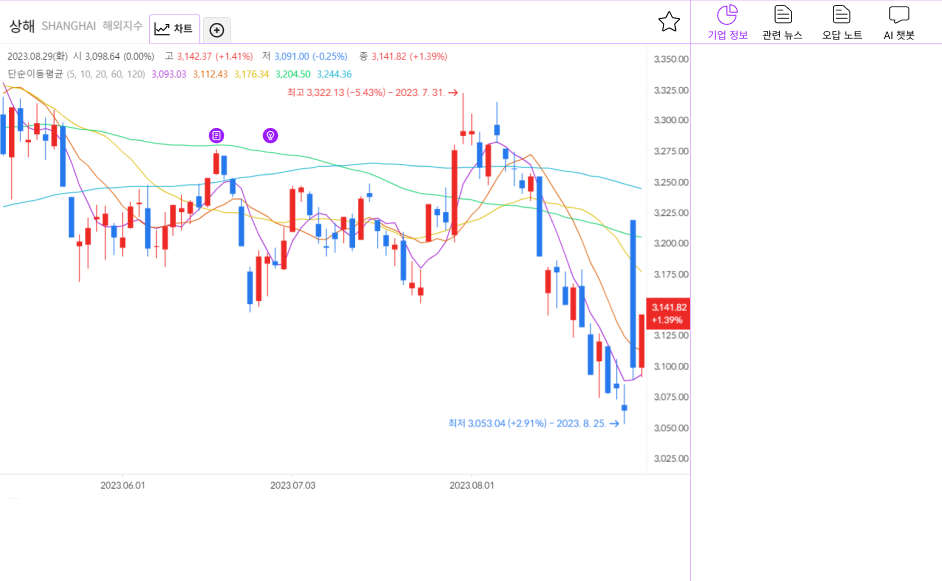 상해 SHANGHAI 해외지수 차트
기업 정보 관련 뉴스 오답 노트 AI 챗봇
2023.08.29(화) 시 3,098.64 (0.00%) 고 3,142.37 (+1.41%) 저 3,091.00 (-0.25%) 종 3,141.82 (+1.39%)
단순이동평균 (5, 10, 20, 60, 120) 3,093.03 3,112.43 3,176.34 3,204.50 3,244.36
최고 3,322.13 (−5.43%) − 2023. 7. 31. →
최저 3,053.04 (+2.91%) − 2023. 8. 25. →
3,350.00
3,325.00
3,300.00
3,275.00
3,250.00
3,225.00
3,200.00
3,175.00
3,141.82
+1.39%
3,125.00
3,100.00
3,075.00
3,050.00
3,025.00
2023.06.01 2023.07.03 2023.08.01